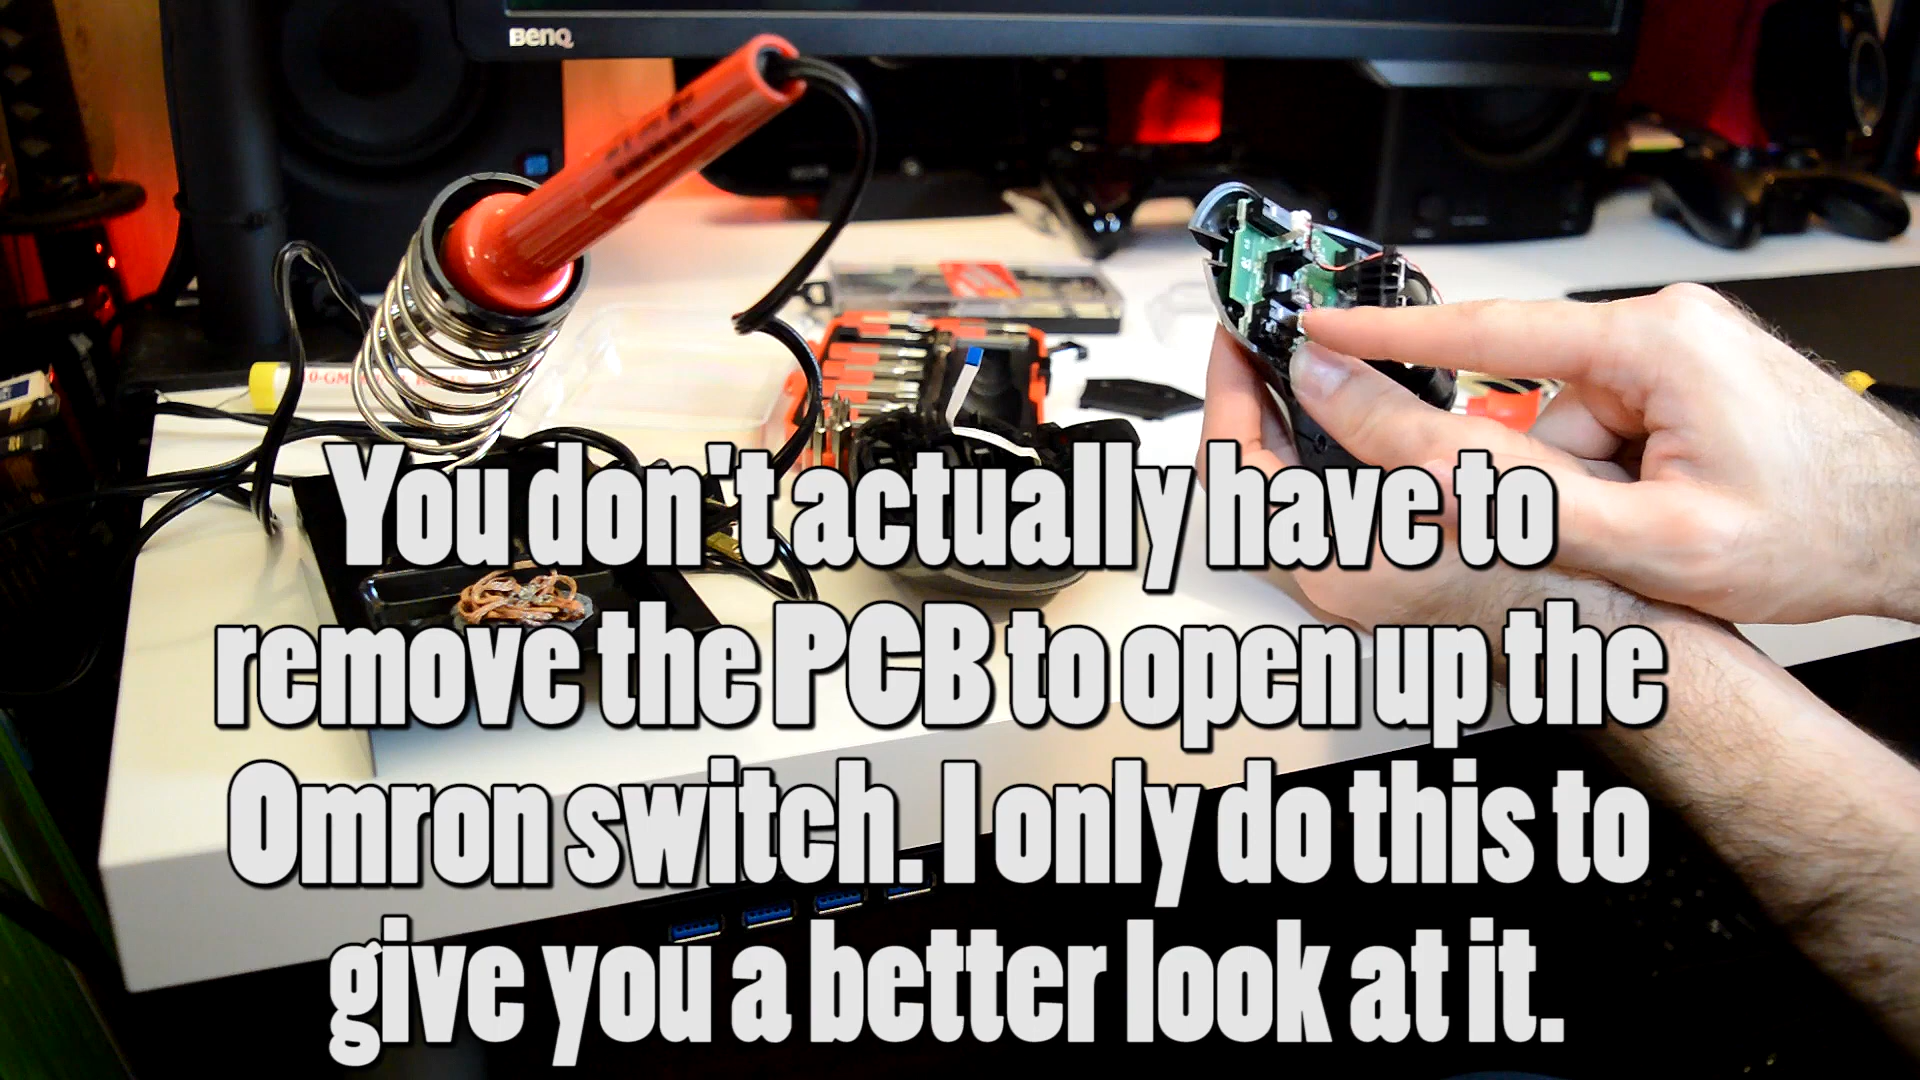 BenQ
You don't actually have to
remove the PCB to open up the
Omron switch. I only do this to
give you a better look at it.